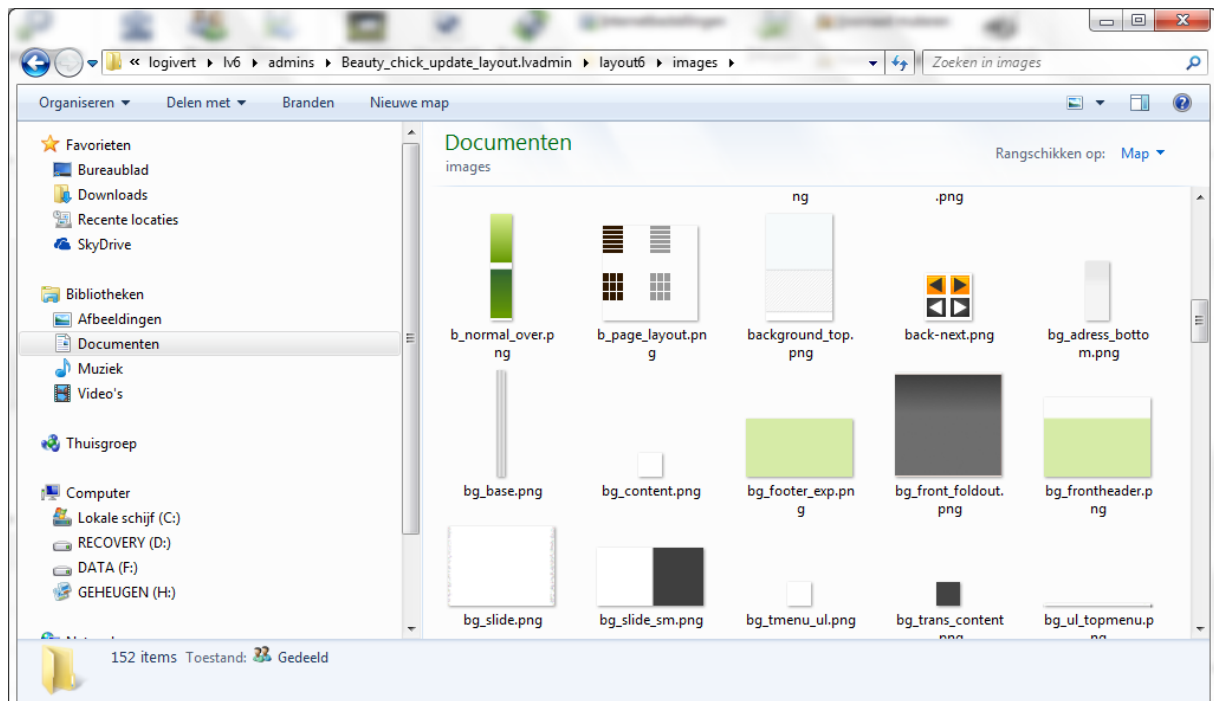 « logivert ▸ lv6 ▸ admins ▸ Beauty_chick_update_layout.lvadmin ▸ layout6 ▸ images ▸
Zoeken in images
Organiseren ▾ Delen met ▾ Branden Nieuwe map
Favorieten
Bureaublad
Downloads
Recente locaties
SkyDrive
Bibliotheken
Afbeeldingen
Documenten
Muziek
Video's
Thuisgroep
Computer
Lokale schijf (C:)
RECOVERY (D:)
DATA (F:)
GEHEUGEN (H:)
Documenten
images
Rangschikken op: Map ▾
ng .png
b_normal_over.p
ng
b_page_layout.pn
g
background_top.
png
back-next.png
bg_adress_botto
m.png
bg_base.png
bg_content.png
bg_footer_exp.pn
g
bg_front_foldout.
png
bg_frontheader.p
ng
bg_slide.png
bg_slide_sm.png
bg_tmenu_ul.png
bg_trans_content
bg_ul_topmenu.p
152 items Toestand: Gedeeld